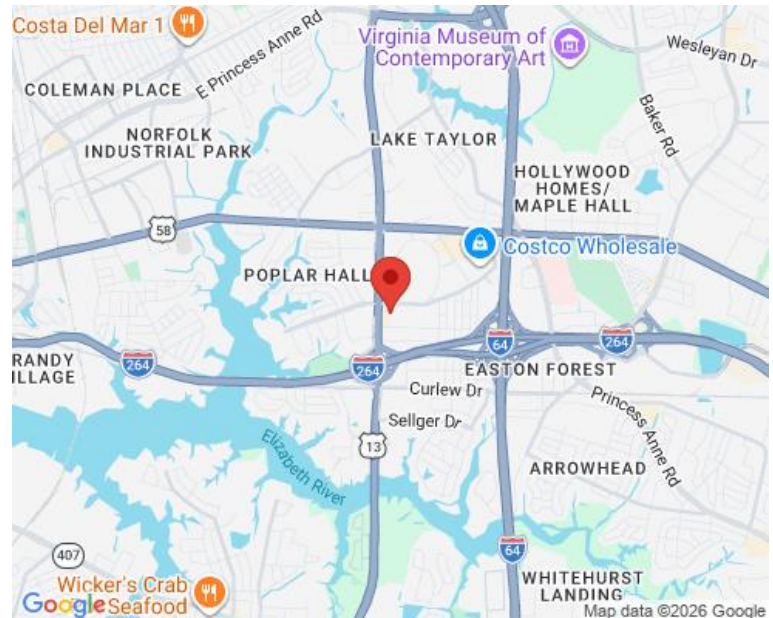 Costa Del Mar 1
E Princess Anne Rd
Virginia Museum of
Contemporary Art
Wesleyan Dr
COLEMAN PLACE
Baker Rd
NORFOLK
INDUSTRIAL PARK
LAKE TAYLOR
HOLLYWOOD
HOMES/
MAPLE HALL
58
Costco Wholesale
POPLAR HALL
64
264
264
264
RANDY
ILLAGE
EASTON FOREST
Curlew Dr
Sellger Dr
Princess Anne Rd
13
Elizabeth River
ARROWHEAD
64
407
Wicker's Crab
Seafood
WHITEHURST
LANDING
Google
Map data ©2026 Google